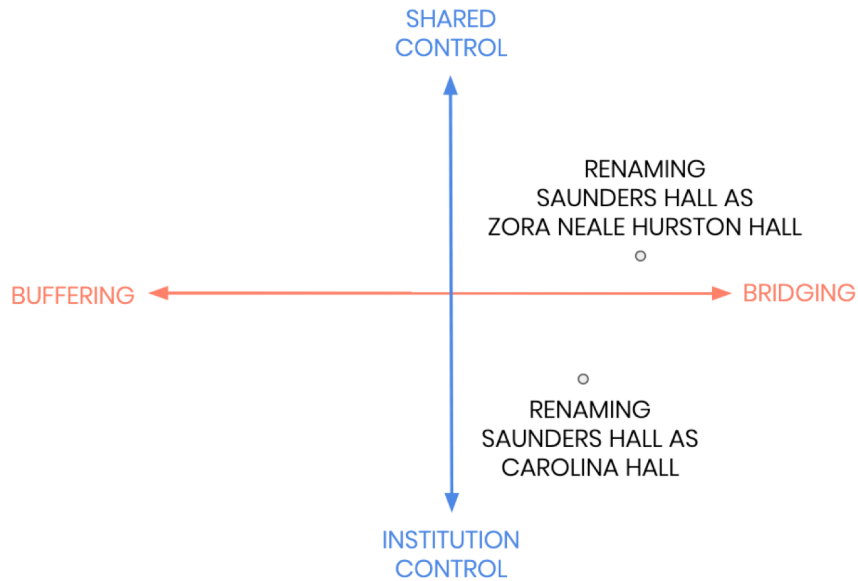 SHARED
CONTROL
RENAMING
SAUNDERS HALL AS
ZORA NEALE HURSTON HALL
BUFFERING
BRIDGING
RENAMING
SAUNDERS HALL AS
CAROLINA HALL
INSTITUTION
CONTROL